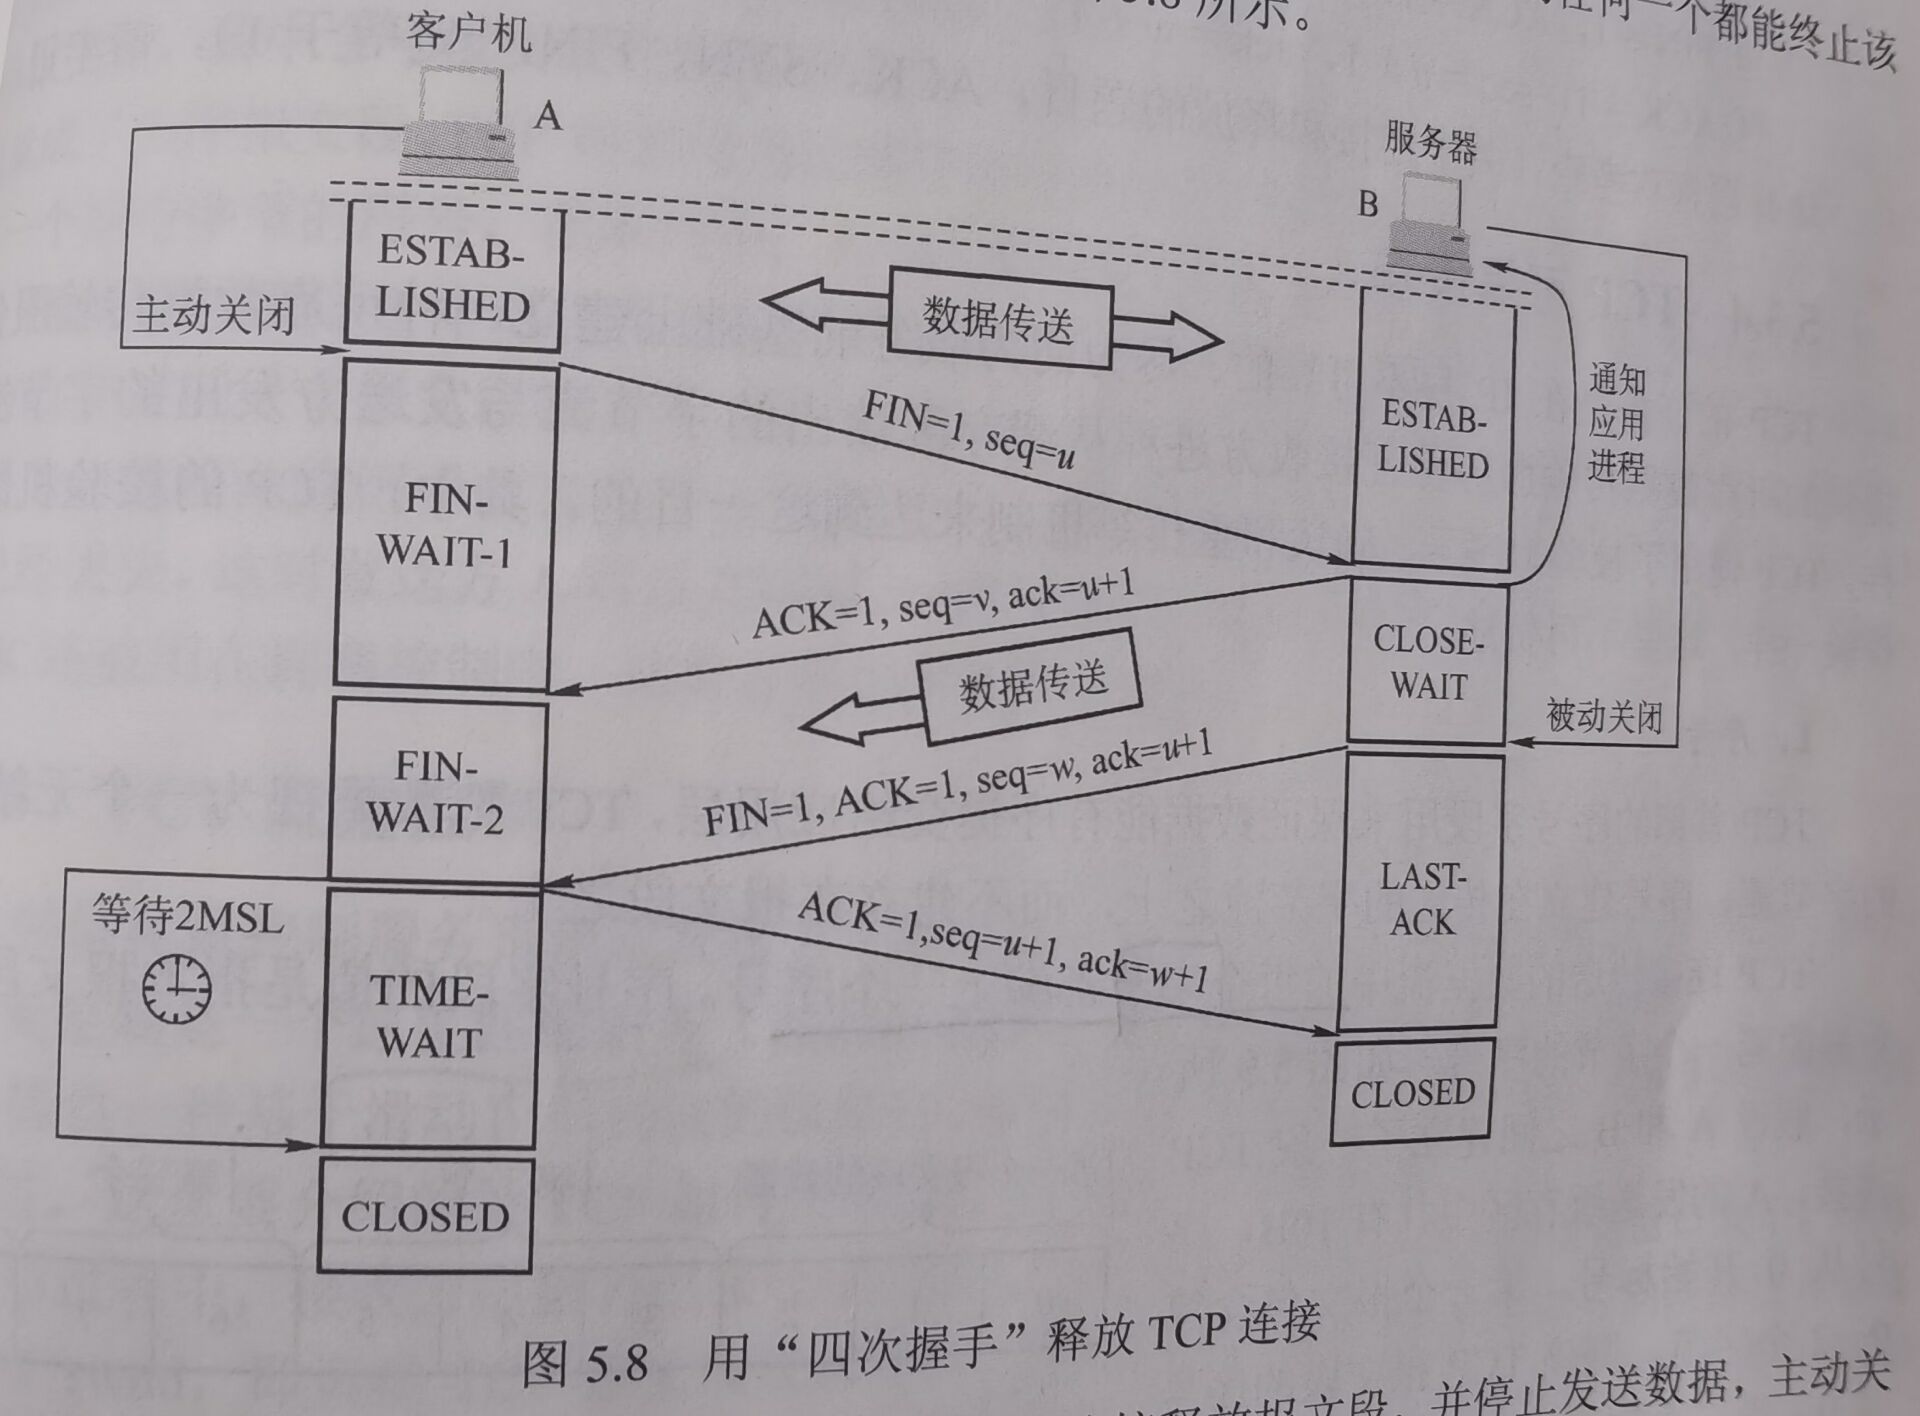 所示。
任何一个都能终止该
客户机
A
服务器
B
ESTAB-
LISHED
主动关闭
数据传送
ESTAB-
LISHED
通知
应用
进程
FIN=1, seq=u
FIN-
WAIT-1
ACK=1, seq=v, ack=u+1
CLOSE-
WAIT
数据传送
被动关闭
FIN-
WAIT-2
FIN=1, ACK=1, seq=w, ack=u+1
LAST-
ACK
等待2MSL
ACK=1,seq=u+1, ack=w+1
TIME-
WAIT
CLOSED
CLOSED
图 5.8 用“四次握手”释放 TCP 连接
释放报文段，并停止发送数据，主动关